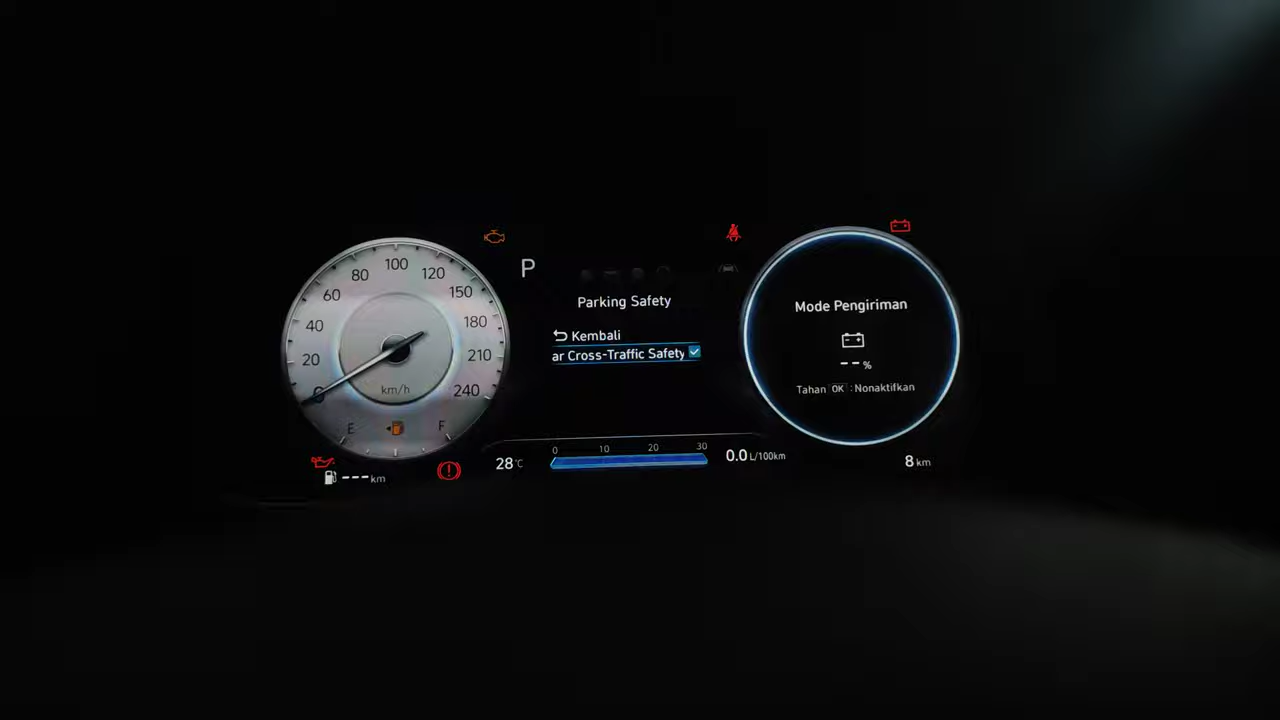 0
20
40
60
80
100
120
150
180
210
240
km/h
E
F
---km
P
Parking Safety
Kembali
ar Cross-Traffic Safety
28°C
0 10 20 30
0.0 L/100km
Mode Pengiriman
--%
Tahan OK : Nonaktifkan
8 km